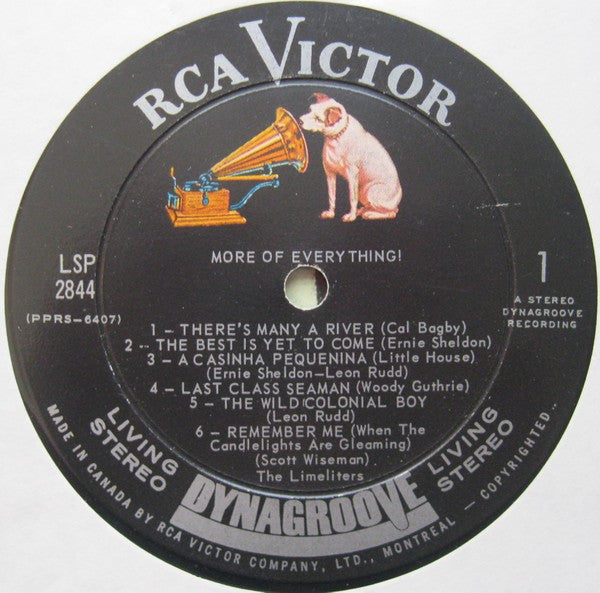 RCA VICTOR
MORE OF EVERYTHING!
LSP
2844
(PPRS-6407)
1
A STEREO
DYNAGROOVE
RECORDING
1 - THERE'S MANY A RIVER (Cal Bagby)
2 - THE BEST IS YET TO COME (Ernie Sheldon)
3 - A CASINHA PEQUENINA (Little House)
(Ernie Sheldon-Leon Rudd)
4 - LAST CLASS SEAMAN (Woody Guthrie)
5 - THE WILD COLONIAL BOY
(Leon Rudd)
6 - REMEMBER ME (When The
Candlelights Are Gleaming)
(Scott Wiseman)
The Limeliters
LIVING
STEREO
DYNAGROOVE
LIVING
STEREO
MADE IN CANADA BY RCA VICTOR COMPANY, LTD., MONTREAL - COPYRIGHTED